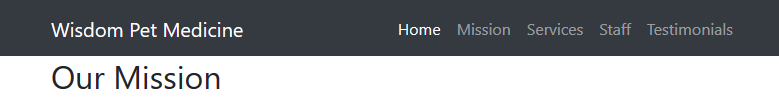 Wisdom Pet Medicine Home Mission Services Staff Testimonials
Our Mission